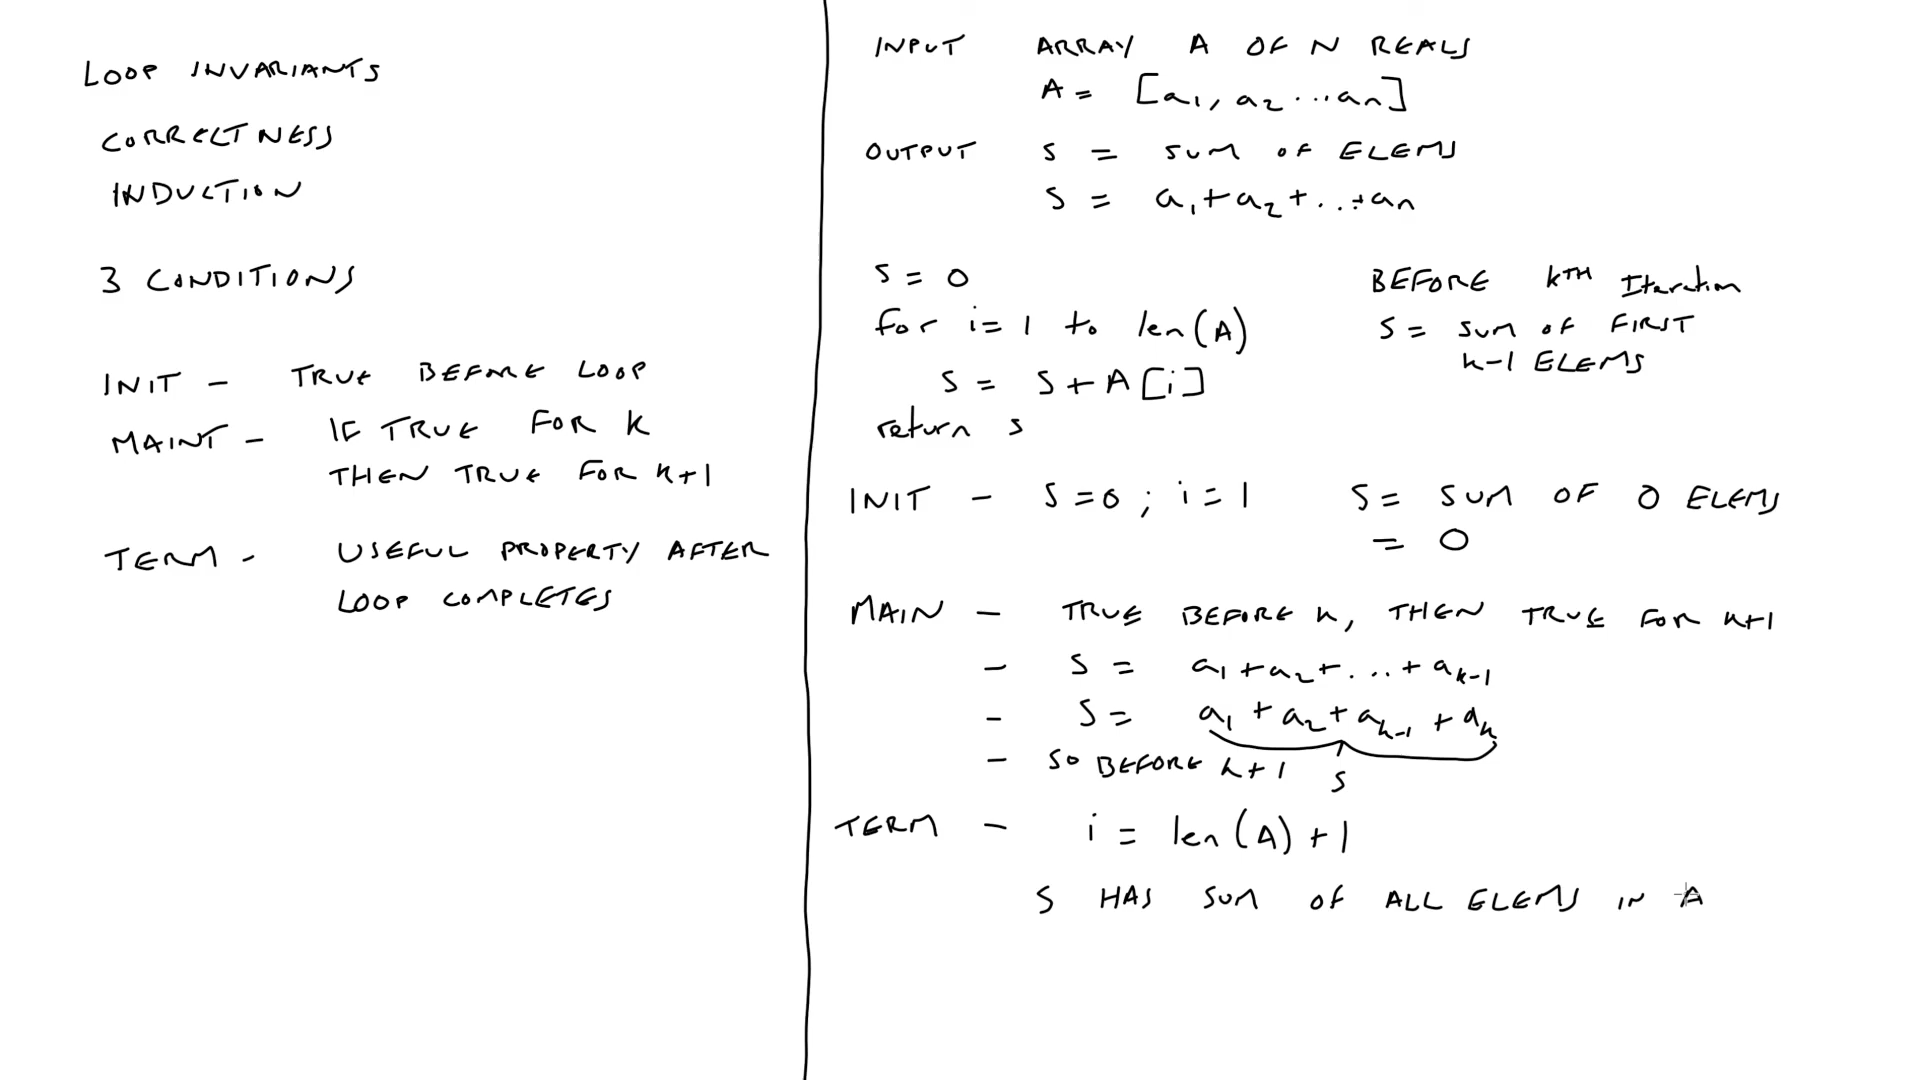 LOOP INVARIANTS
CORRECTNESS
INDUCTION
3 CONDITIONS
INIT - TRUE BEFORE LOOP
MAINT - IF TRUE FOR K
THEN TRUE FOR K+1
TERM - USEFUL PROPERTY AFTER
LOOP COMPLETES
INPUT ARRAY A OF N REALS
A = [a₁, a₂ ... aₙ]
OUTPUT S = SUM OF ELEMS
S = a₁+a₂+...+aₙ
S = 0
for i = 1 to len(A)
S = S + A[i]
return s
BEFORE kTH Iteration
S = SUM OF FIRST
k-1 ELEMS
INIT - S=0; i=1 S = SUM OF 0 ELEMS
= 0
MAIN - TRUE BEFORE k, THEN TRUE FOR k+1
- S = a₁+a₂+...+aₖ₋₁
- S = a₁+a₂+aₖ₋₁+aₖ
- SO BEFORE k+1 S
TERM - i = len(A)+1
S HAS SUM OF ALL ELEMS IN A